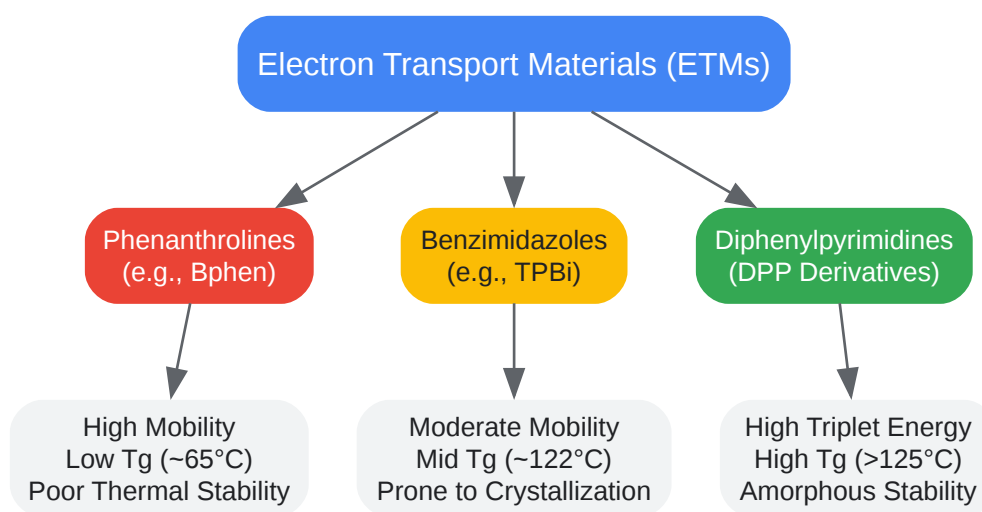 Electron Transport Materials (ETMs)
Phenanthrolines
(e.g., Bphen)
Benzimidazoles
(e.g., TPBi)
Diphenylpyrimidines
(DPP Derivatives)
High Mobility
Low Tg (~65°C)
Poor Thermal Stability
Moderate Mobility
Mid Tg (~122°C)
Prone to Crystallization
High Triplet Energy
High Tg (>125°C)
Amorphous Stability